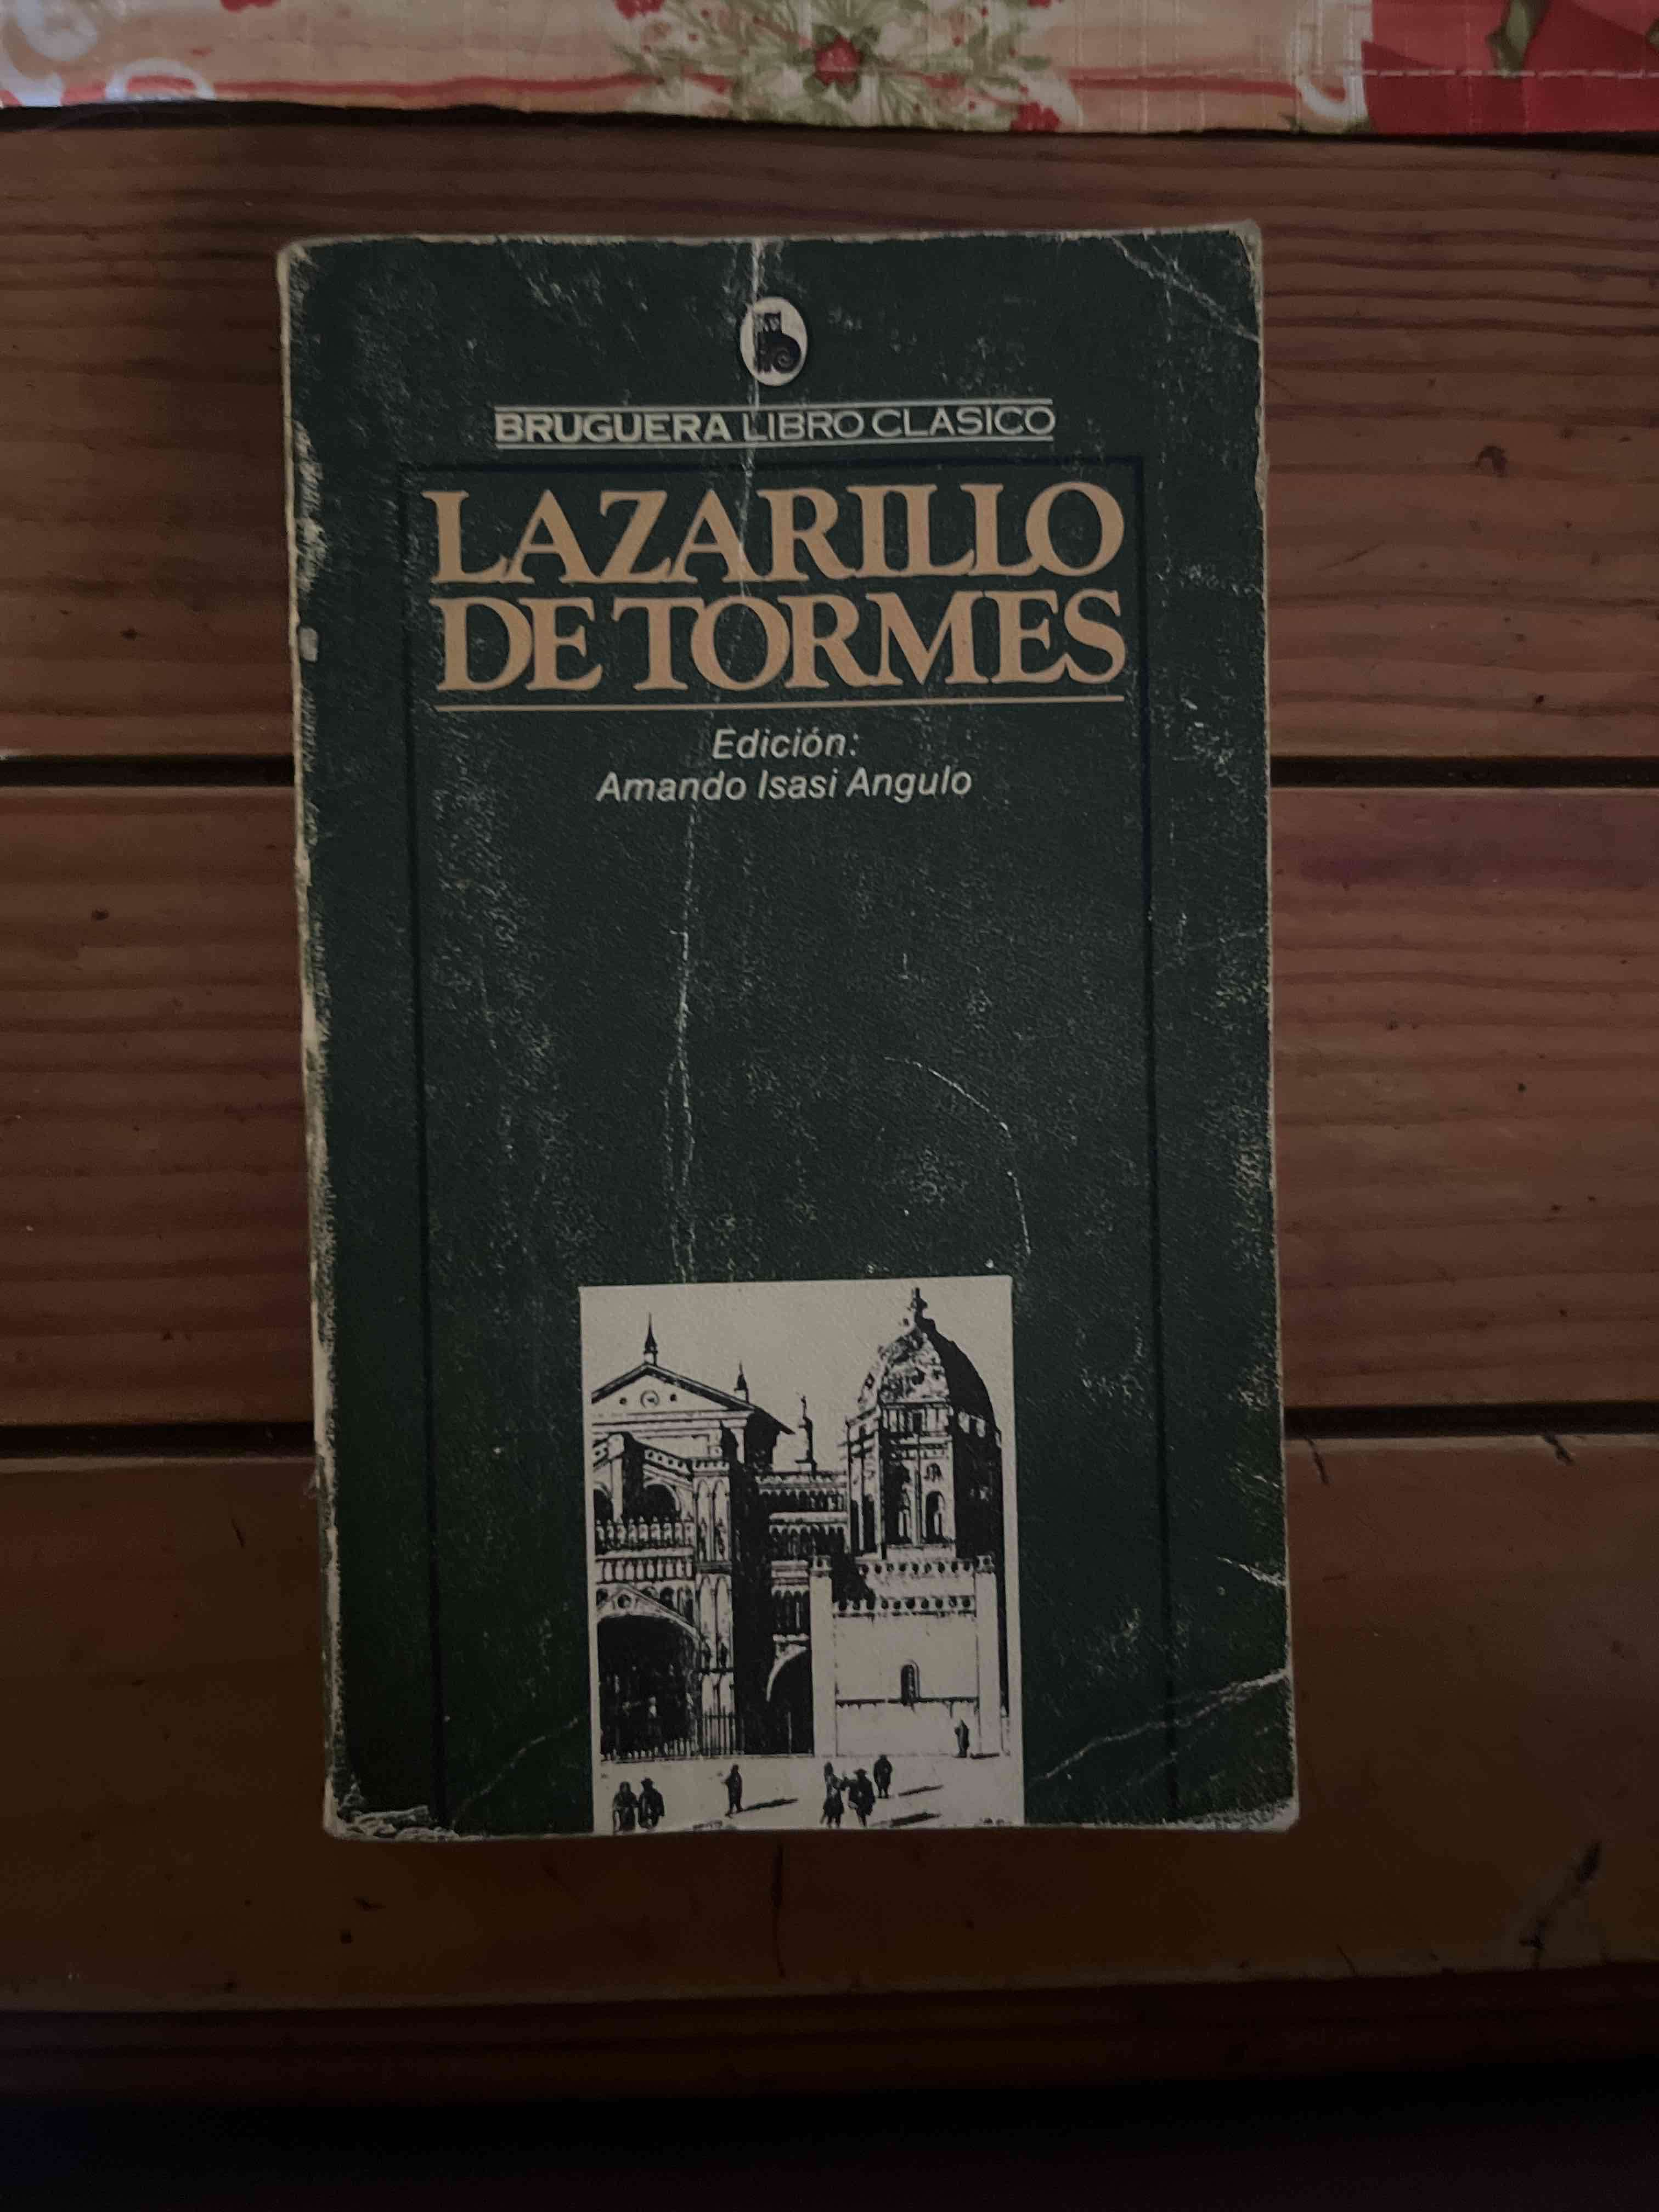 BRUGUERA LIBRO CLASICO
LAZARILLO
DE TORMES
Edición:
Amando Isasi Angulo